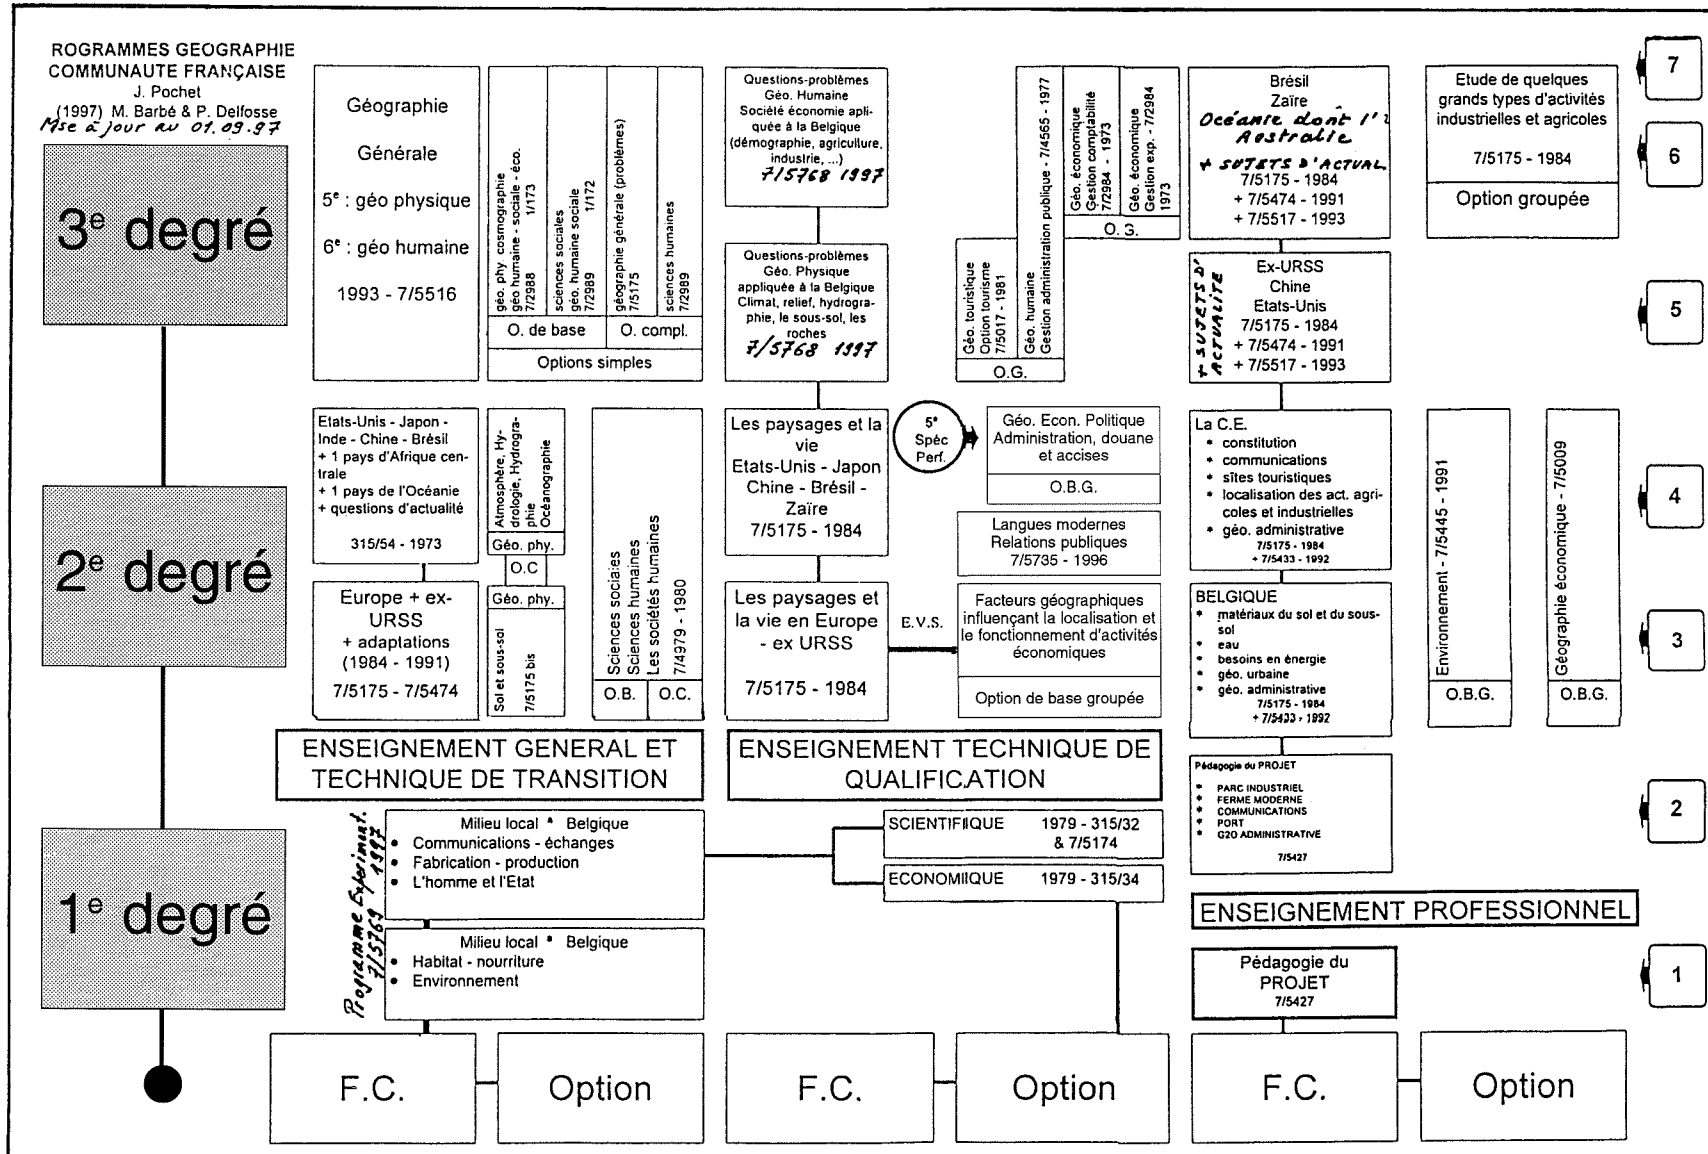 ROGRAMMES GEOGRAPHIE
COMMUNAUTE FRANÇAISE
J. Pochet
(1997) M. Barbé & P. Delfosse
Mse à jour au 01.09.97
3e degré
2e degré
1e degré
Géographie
Générale
5e : géo physique
6e : géo humaine
1993 - 7/5516
géo. phy cosmographie
géo humaine - sociale - éco.
7/2988 1/173
sciences sociales
géo. humaine sociale
7/2989 1/172
géographie générale (problèmes)
7/5175
sciences humaines
7/2989
O. de base
O. compl.
Options simples
Questions-problèmes
Géo. Humaine
Société économie apli-
quée à la Belgique
(démographie, agriculture,
industrie, ...)
7/5768 1997
Questions-problèmes
Géo. Physique
appliquée à la Belgique
Climat, relief, hydrogra-
phie, le sous-sol, les
roches
7/5768 1997
Géo. touristique
Option tourisme
7/5017 - 1981
O.G.
Géo. humaine
Gestion administration publique - 7/4565 - 1977
Géo. économique
Gestion comptabilité
7/2984 - 1973
Géo. économique
Gestion exp. - 7/2984
1973
O. G.
Brésil
Zaïre
Océanie dont l'
Australie
+ SUJETS D'ACTUAL.
7/5175 - 1984
+ 7/5474 - 1991
+ 7/5517 - 1993
+ SUJETS D'
ACTUALITE
Ex-URSS
Chine
Etats-Unis
7/5175 - 1984
+ 7/5474 - 1991
+ 7/5517 - 1993
Etude de quelques
grands types d'activités
industrielles et agricoles
7/5175 - 1984
Option groupée
7
6
5
4
3
2
1
Etats-Unis - Japon -
Inde - Chine - Brésil
+ 1 pays d'Afrique cen-
trale
+ 1 pays de l'Océanie
+ questions d'actualité
315/54 - 1973
Atmosphère, Hy-
drologie, Hydrogra-
phie
Océanographie
Géo. phy.
O.C
Géo. phy.
Sol et sous-sol
7/5175 bis
Europe + ex-
URSS
+ adaptations
(1984 - 1991)
7/5175 - 7/5474
Sciences sociales
Sciences humaines
Les sociétés humaines
7/4979 - 1980
O.B.
O.C.
Les paysages et la
vie
Etats-Unis - Japon
Chine - Brésil -
Zaïre
7/5175 - 1984
Les paysages et
la vie en Europe
- ex URSS
7/5175 - 1984
5e
Spéc
Perf.
Géo. Econ. Politique
Administration, douane
et accises
O.B.G.
Langues modernes
Relations publiques
7/5735 - 1996
E.V.S.
Facteurs géographiques
influençant la localisation et
le fonctionnement d'activités
économiques
Option de base groupée
La C.E.
* constitution
* communications
* sîtes touristiques
* localisation des act. agri-
coles et industrielles
* géo. administrative
7/5175 - 1984
+ 7/5433 - 1992
BELGIQUE
* matériaux du sol et du sous-
sol
* eau
* besoins en énergie
* géo. urbaine
* géo. administrative
7/5175 - 1984
+ 7/5433 - 1992
Environnement - 7/5445 - 1991
O.B.G.
Géographie économique - 7/5009
O.B.G.
ENSEIGNEMENT GENERAL ET
TECHNIQUE DE TRANSITION
ENSEIGNEMENT TECHNIQUE DE
QUALIFICATION
Pédagogie du PROJET
* PARC INDUSTRIEL
* FERME MODERNE
* COMMUNICATIONS
* PORT
* G20 ADMINISTRATIVE
7/5427
Programme Expériment.
7/5769 1997
Milieu local * Belgique
• Communications - échanges
• Fabrication - production
• L'homme et l'Etat
Milieu local * Belgique
• Habitat - nourriture
• Environnement
SCIENTIFIIQUE 1979 - 315/32
& 7/5174
ECONOMIIQUE 1979 - 315/34
ENSEIGNEMENT PROFESSIONNEL
Pédagogie du
PROJET
7/5427
F.C.
Option
F.C.
Option
F.C.
Option